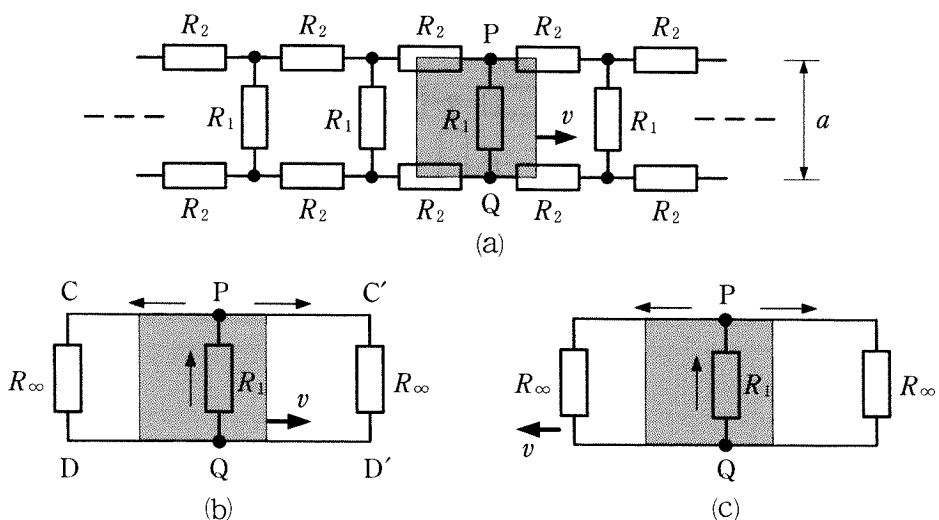 R₂ R₂ R₂ P R₂ R₂
R₁ R₁ R₁ v R₁ a
R₂ R₂ R₂ Q R₂ R₂
(a)
C P C′
R∞ R₁ v R∞
D Q D′
(b)
P
R∞ R₁ R∞
v Q
(c)